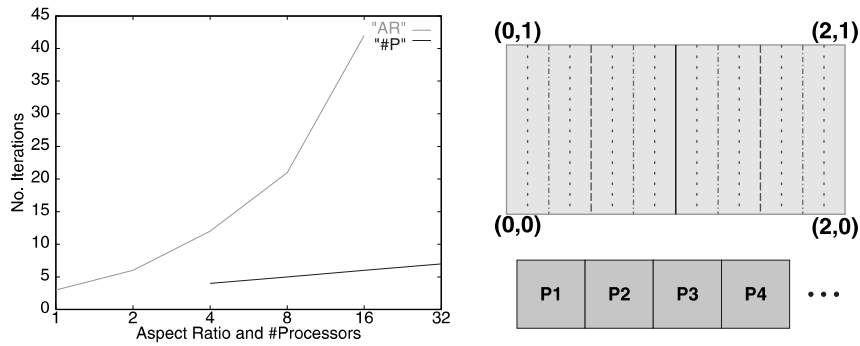 45
40
35
30
25
20
15
10
5
0
No. Iterations
"AR"
"#P"
1 2 4 8 16 32
Aspect Ratio and #Processors
(0,1) (2,1)
(0,0) (2,0)
P1 P2 P3 P4 • • •